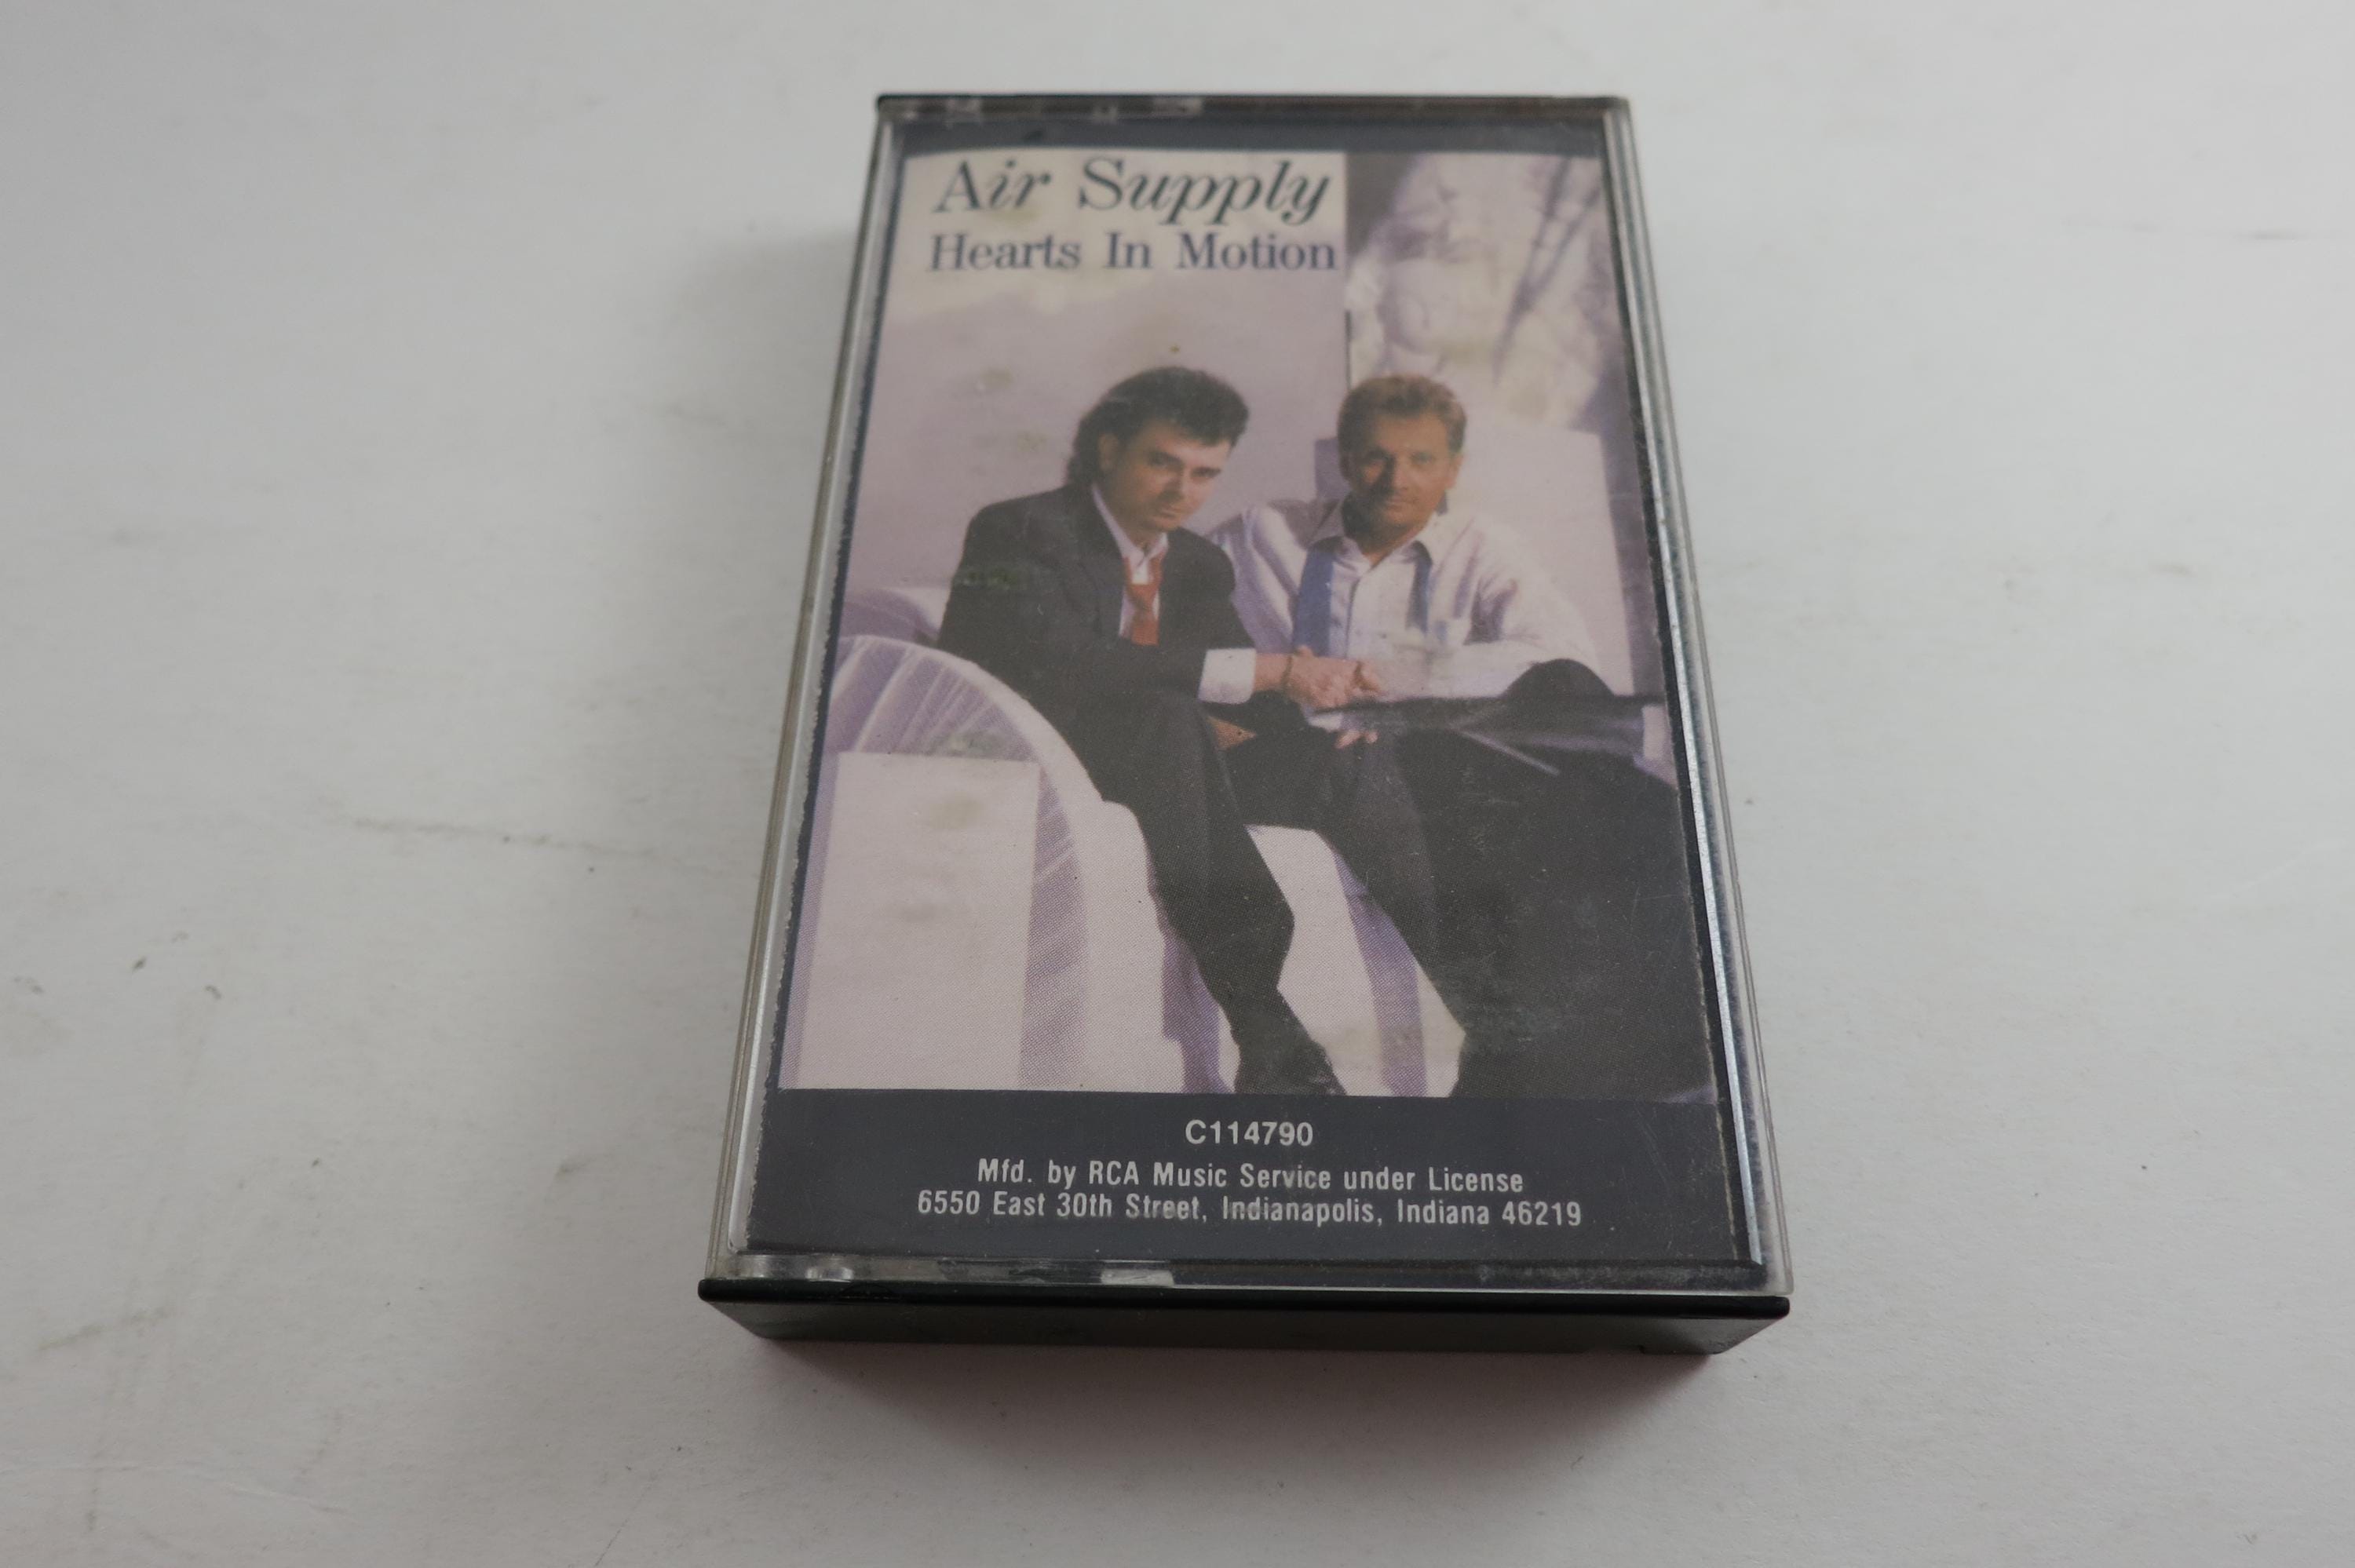 Air Supply
Hearts In Motion
C114790
Mfd. by RCA Music Service under License
6550 East 30th Street, Indianapolis, Indiana 46219